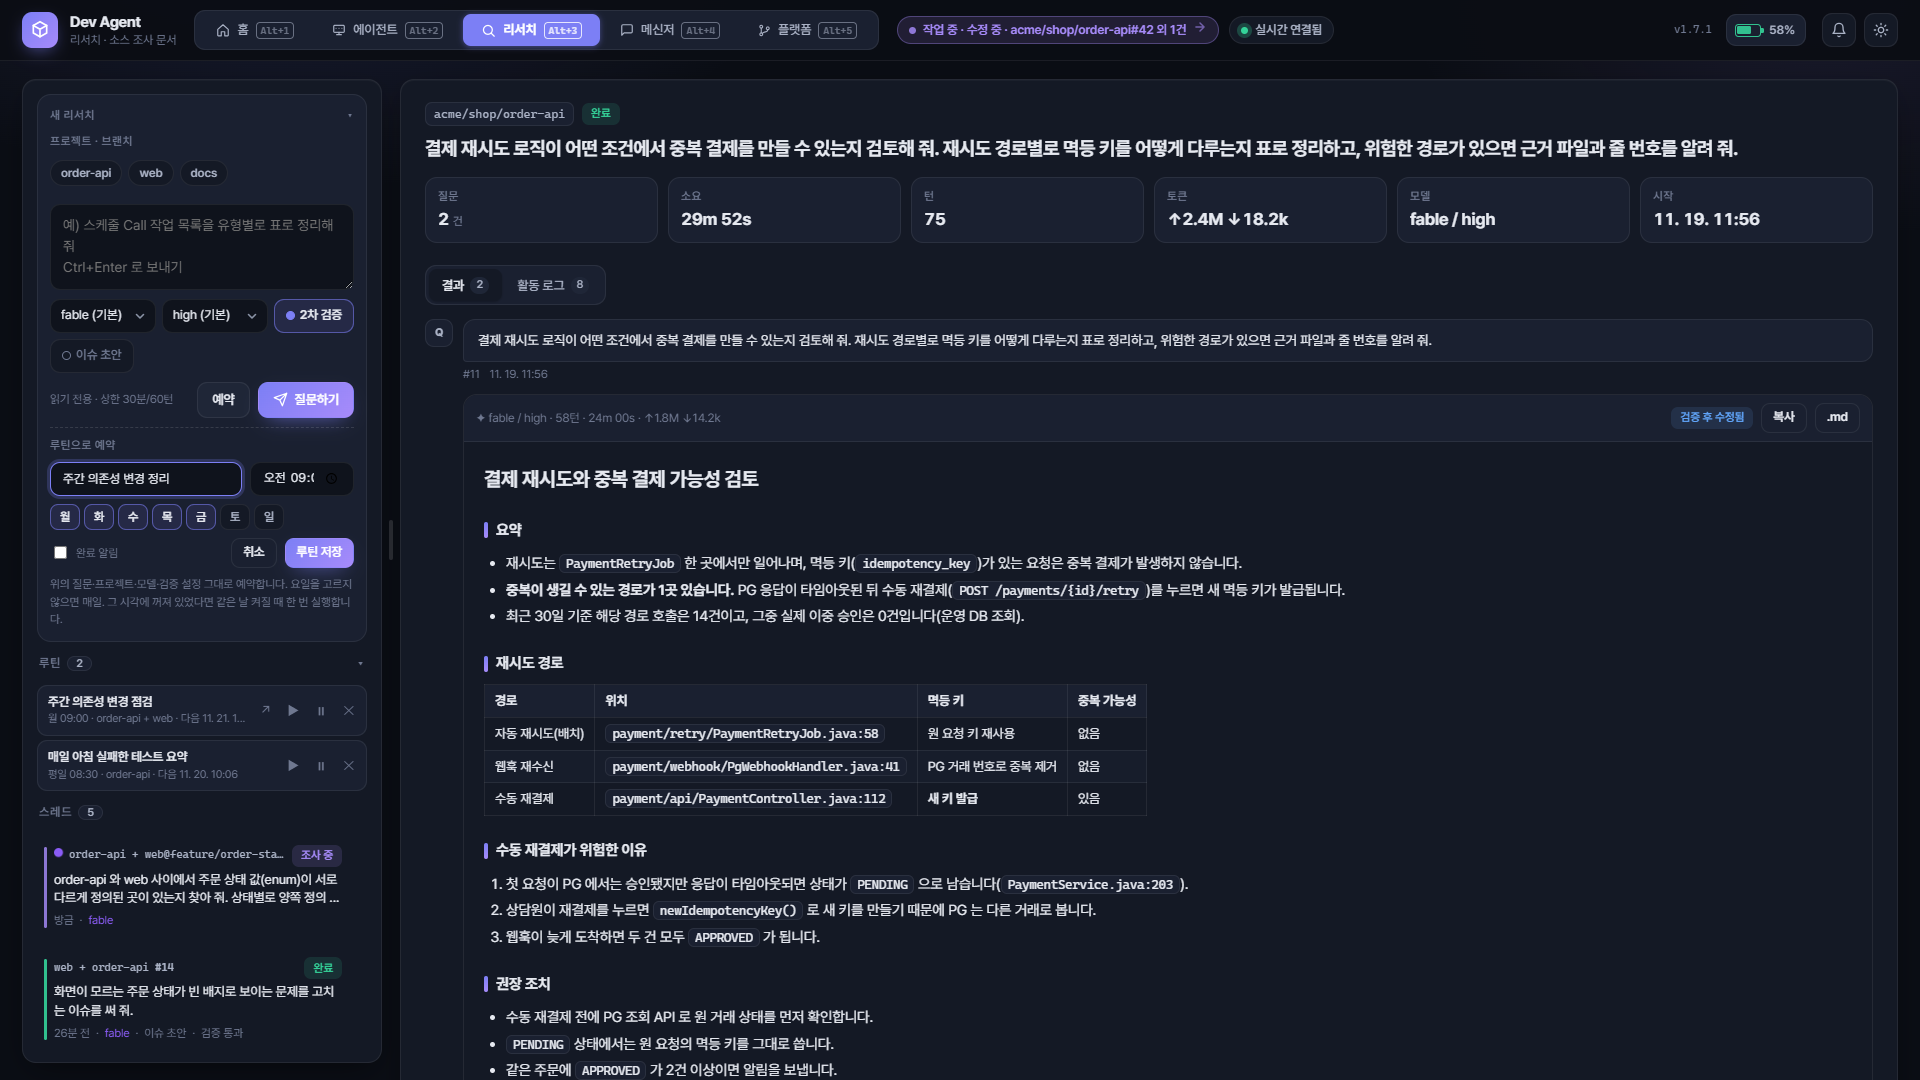 Dev Agent
리서치 · 소스 조사 문서
홈 Alt+1
에이전트 Alt+2
리서치 Alt+3
메신저 Alt+4
플랫폼 Alt+5
작업 중 · 수정 중 · acme/shop/order-api#42 외 1건 →
실시간 연결됨
v1.7.1
58%
새 리서치
프로젝트 · 브랜치
order-api
web
docs
예) 스케줄 Call 작업 목록을 유형별로 표로 정리해
줘
Ctrl+Enter 로 보내기
fable (기본)
high (기본)
2차 검증
이슈 초안
읽기 전용 · 상한 30분/60턴
예약
질문하기
루틴으로 예약
주간 의존성 변경 정리
오전 09:0
월 화 수 목 금 토 일
완료 알림
취소
루틴 저장
위의 질문·프로젝트·모델·검증 설정 그대로 예약합니다. 요일을 고르지
않으면 매일. 그 시각에 꺼져 있었다면 같은 날 켜질 때 한 번 실행합니
다.
루틴 2
주간 의존성 변경 점검
월 09:00 · order-api + web · 다음 11. 21. 1...
매일 아침 실패한 테스트 요약
평일 08:30 · order-api · 다음 11. 20. 10:06
스레드 5
order-api + web@feature/order-sta…
조사 중
order-api 와 web 사이에서 주문 상태 값(enum)이 서로
다르게 정의된 곳이 있는지 찾아 줘. 상태별로 양쪽 정의 ...
방금 · fable
web + order-api #14
완료
화면이 모르는 주문 상태가 빈 배지로 보이는 문제를 고치
는 이슈를 써 줘.
26분 전 · fable · 이슈 초안 · 검증 통과
acme/shop/order-api
완료
결제 재시도 로직이 어떤 조건에서 중복 결제를 만들 수 있는지 검토해 줘. 재시도 경로별로 멱등 키를 어떻게 다루는지 표로 정리하고, 위험한 경로가 있으면 근거 파일과 줄 번호를 알려 줘.
질문
2 건
소요
29m 52s
턴
75
토큰
↑2.4M ↓18.2k
모델
fable / high
시작
11. 19. 11:56
결과 2
활동 로그 8
Q
결제 재시도 로직이 어떤 조건에서 중복 결제를 만들 수 있는지 검토해 줘. 재시도 경로별로 멱등 키를 어떻게 다루는지 표로 정리하고, 위험한 경로가 있으면 근거 파일과 줄 번호를 알려 줘.
#11 11. 19. 11:56
✦ fable / high · 58턴 · 24m 00s · ↑1.8M ↓14.2k
검증 후 수정됨
복사
.md
결제 재시도와 중복 결제 가능성 검토
요약
• 재시도는 PaymentRetryJob 한 곳에서만 일어나며, 멱등 키( idempotency_key )가 있는 요청은 중복 결제가 발생하지 않습니다.
• 중복이 생길 수 있는 경로가 1곳 있습니다. PG 응답이 타임아웃된 뒤 수동 재결제( POST /payments/{id}/retry )를 누르면 새 멱등 키가 발급됩니다.
• 최근 30일 기준 해당 경로 호출은 14건이고, 그중 실제 이중 승인은 0건입니다(운영 DB 조회).
재시도 경로
경로 위치 멱등 키 중복 가능성
자동 재시도(배치) payment/retry/PaymentRetryJob.java:58 원 요청 키 재사용 없음
웹훅 재수신 payment/webhook/PgWebhookHandler.java:41 PG 거래 번호로 중복 제거 없음
수동 재결제 payment/api/PaymentController.java:112 새 키 발급 있음
수동 재결제가 위험한 이유
1. 첫 요청이 PG 에서는 승인됐지만 응답이 타임아웃되면 상태가 PENDING 으로 남습니다( PaymentService.java:203 ).
2. 상담원이 재결제를 누르면 newIdempotencyKey() 로 새 키를 만들기 때문에 PG 는 다른 거래로 봅니다.
3. 웹훅이 늦게 도착하면 두 건 모두 APPROVED 가 됩니다.
권장 조치
• 수동 재결제 전에 PG 조회 API 로 원 거래 상태를 먼저 확인합니다.
• PENDING 상태에서는 원 요청의 멱등 키를 그대로 씁니다.
• 같은 주문에 APPROVED 가 2건 이상이면 알림을 보냅니다.